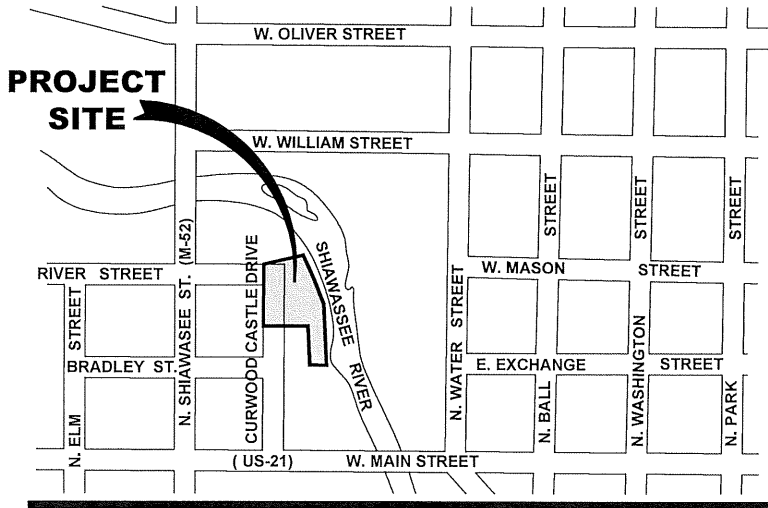 W. OLIVER STREET
PROJECT
SITE
W. WILLIAM STREET
N. SHIAWASEE ST. (M-52)
CURWOOD CASTLE DRIVE
SHIAWASSEE RIVER
RIVER STREET
N. ELM STREET
BRADLEY ST.
N. WATER STREET
N. BALL STREET
N. WASHINGTON STREET
N. PARK STREET
W. MASON STREET
E. EXCHANGE STREET
( US-21) W. MAIN STREET